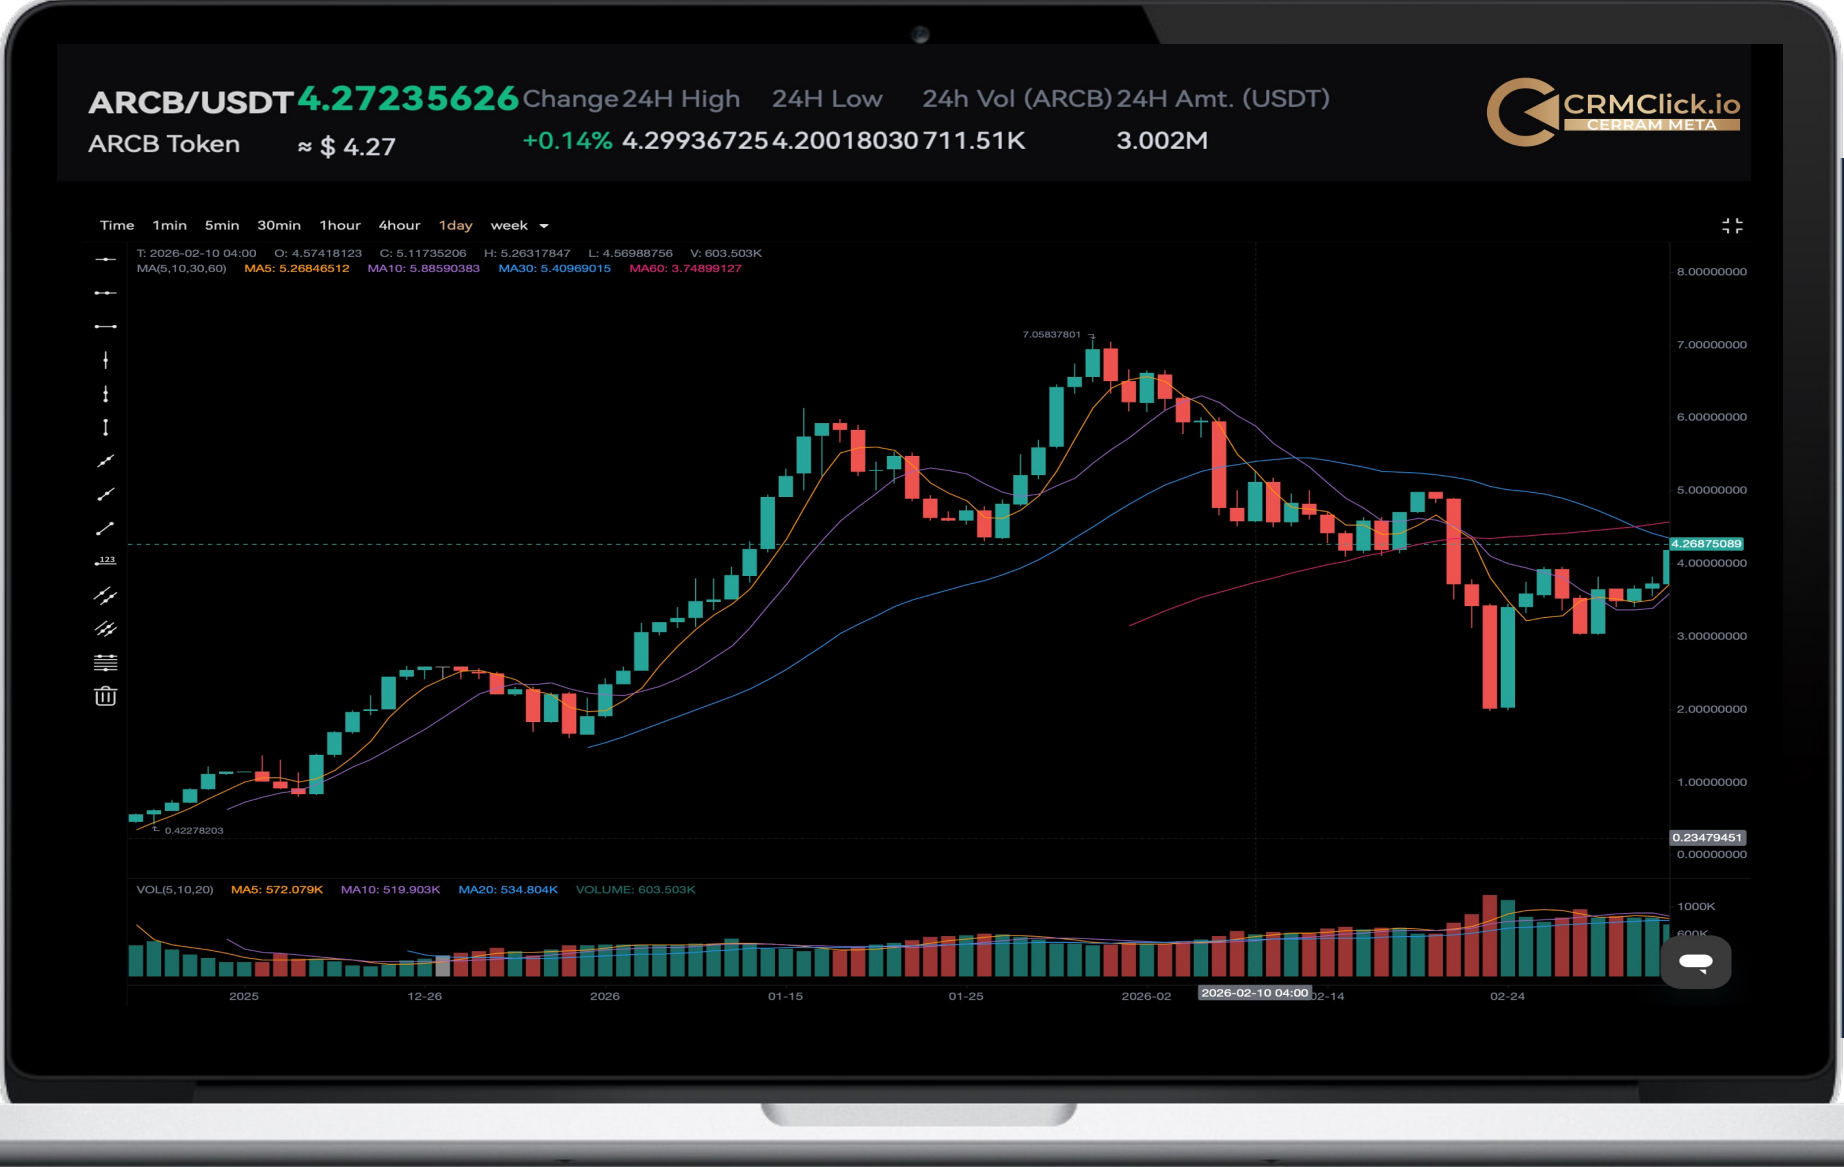 ARCB/USDT 4.27235626 Change 24H High 24H Low 24h Vol (ARCB) 24H Amt. (USDT)
ARCB Token ≈ $ 4.27 +0.14% 4.29936725 4.20018030 711.51K 3.002M
CRMClick.io
CERRAM META
Time 1min 5min 30min 1hour 4hour 1day week
T: 2026-02-10 04:00 O: 4.57418123 C: 5.11735206 H: 5.26317847 L: 4.56988756 V: 603.503K
MA(5,10,30,60) MA5: 5.26846512 MA10: 5.88590383 MA30: 5.40969015 MA60: 3.74899127
8.00000000
7.05837801
7.00000000
6.00000000
5.00000000
4.26875089
4.00000000
123
3.00000000
2.00000000
1.00000000
0.42278203
0.23479451
0.00000000
VOL(5,10,20) MA5: 572.079K MA10: 519.903K MA20: 534.804K VOLUME: 603.503K
1000K
600K
2025 12-26 2026 01-15 01-25 2026-02 2026-02-10 04:00 02-14 02-24